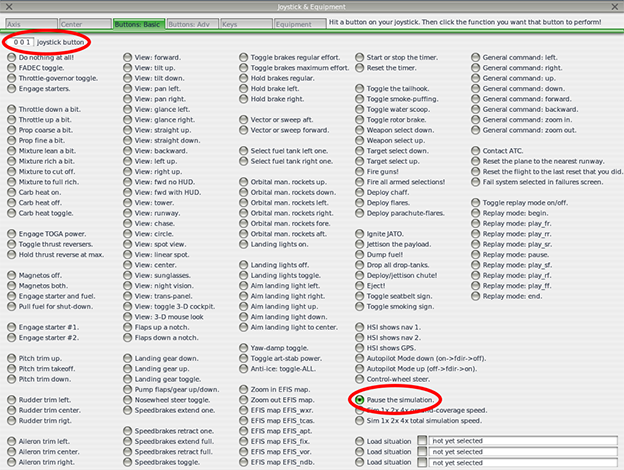 Joystick & Equipment
Axis
Center
Buttons: Basic
Buttons: Adv
Keys
Equipment
Hit a button on your joystick. Then click the function you want that button to perform!
0 0 1 joystick button
Do nothing at all!
FADEC toggle.
Throttle-governor toggle.
Engage starters.
Throttle down a bit.
Throttle up a bit.
Prop coarse a bit.
Prop fine a bit.
Mixture lean a bit.
Mixture rich a bit.
Mixture to cut off.
Mixture to full rich.
Carb heat on.
Carb heat off.
Carb heat toggle.
Engage TOGA power.
Toggle thrust reversers.
Hold thrust reverse at max.
Magnetos off.
Magnetos both.
Engage starter and fuel.
Pull fuel for shut-down.
Engage starter #1.
Engage starter #2.
Pitch trim up.
Pitch trim takeoff.
Pitch trim down.
Rudder trim left.
Rudder trim center.
Rudder trim rigt.
Aileron trim left.
Aileron trim center.
Aileron trim right.
View: forward.
View: tilt up.
View: tilt down.
View: pan left.
View: pan right.
View: glance left.
View: glance right.
View: straight up.
View: straight down.
View: backward.
View: left up.
View: right up.
View: fwd no HUD.
View: fwd with HUD.
View: tower.
View: runway.
View: chase.
View: circle.
View: spot view.
View: linear spot.
View: center.
View: sunglasses.
View: night vision.
View: trans-panel.
View: toggle 3-D cockpit.
View: 3-D mouse look
Flaps up a notch.
Flaps down a notch.
Landing gear down.
Landing gear up.
Landing gear toggle.
Pump flaps/gear up/down.
Nosewheel steer toggle.
Speedbrakes extend one.
Speedbrakes retract one.
Speedbrakes extend full.
Speedbrakes retract full.
Speedbrakes toggle.
Toggle brakes regular effort.
Toggle brakes maximum effort.
Hold brakes regular.
Hold brake left.
Hold brake right.
Vector or sweep aft.
Vector or sweep forward.
Select fuel tank left one.
Select fuel tank right one.
Orbital man. rockets up.
Orbital man. rockets down.
Orbital man. rockets left.
Orbital man. rockets right.
Orbital man. rockets fore.
Orbital man. rockets aft.
Landing lights on.
Landing lights off.
Landing lights toggle.
Aim landing light left.
Aim landing light right.
Aim landing light up.
Aim landing light down.
Aim landing light to center.
Yaw-damp toggle.
Toggle art-stab power.
Anti-ice: toggle-ALL.
Zoom in EFIS map.
Zoom out EFIS map.
EFIS map _wxr.
EFIS map _tcas.
EFIS map _apt.
EFIS map _fix.
EFIS map _vor.
EFIS map _ndb.
Start or stop the timer.
Reset the timer.
Toggle the tailhook.
Toggle smoke-puffing.
Toggle water scoop.
Toggle rotor brake.
Weapon select down.
Weapon select up.
Target select down.
Target select up.
Fire guns!
Fire all armed selections!
Deploy chaff.
Deploy flares.
Deploy parachute-flares.
Ignite JATO.
Jettison the payload.
Dump fuel!
Drop all drop-tanks.
Deploy/jettison chute!
Eject!
Toggle seatbelt sign.
Toggle smoking sign.
HSI shows nav 1.
HSI shows nav 2.
HSI shows GPS.
Autopilot Mode down (on->fdir->off).
Autopilot Mode up (off->fdir->on).
Control-wheel steer.
Pause the simulation.
Sim 1x 2x 4x ground-coverage speed.
Sim 1x 2x 4x total simulation speed.
Load situation not yet selected
Load situation not yet selected
Load situation not yet selected
General command: left.
General command: right.
General command: up.
General command: down.
General command: forward.
General command: backward.
General command: zoom in.
General command: zoom out.
Contact ATC.
Reset the plane to the nearest runway.
Reset the flight to the last reset that you did.
Fail system selected in failures screen.
Toggle replay mode on/off.
Replay mode: begin.
Replay mode: play_fr.
Replay mode: play_rr.
Replay mode: play_sr.
Replay mode: pause.
Replay mode: play_sf.
Replay mode: play_rf.
Replay mode: play_ff.
Replay mode: end.